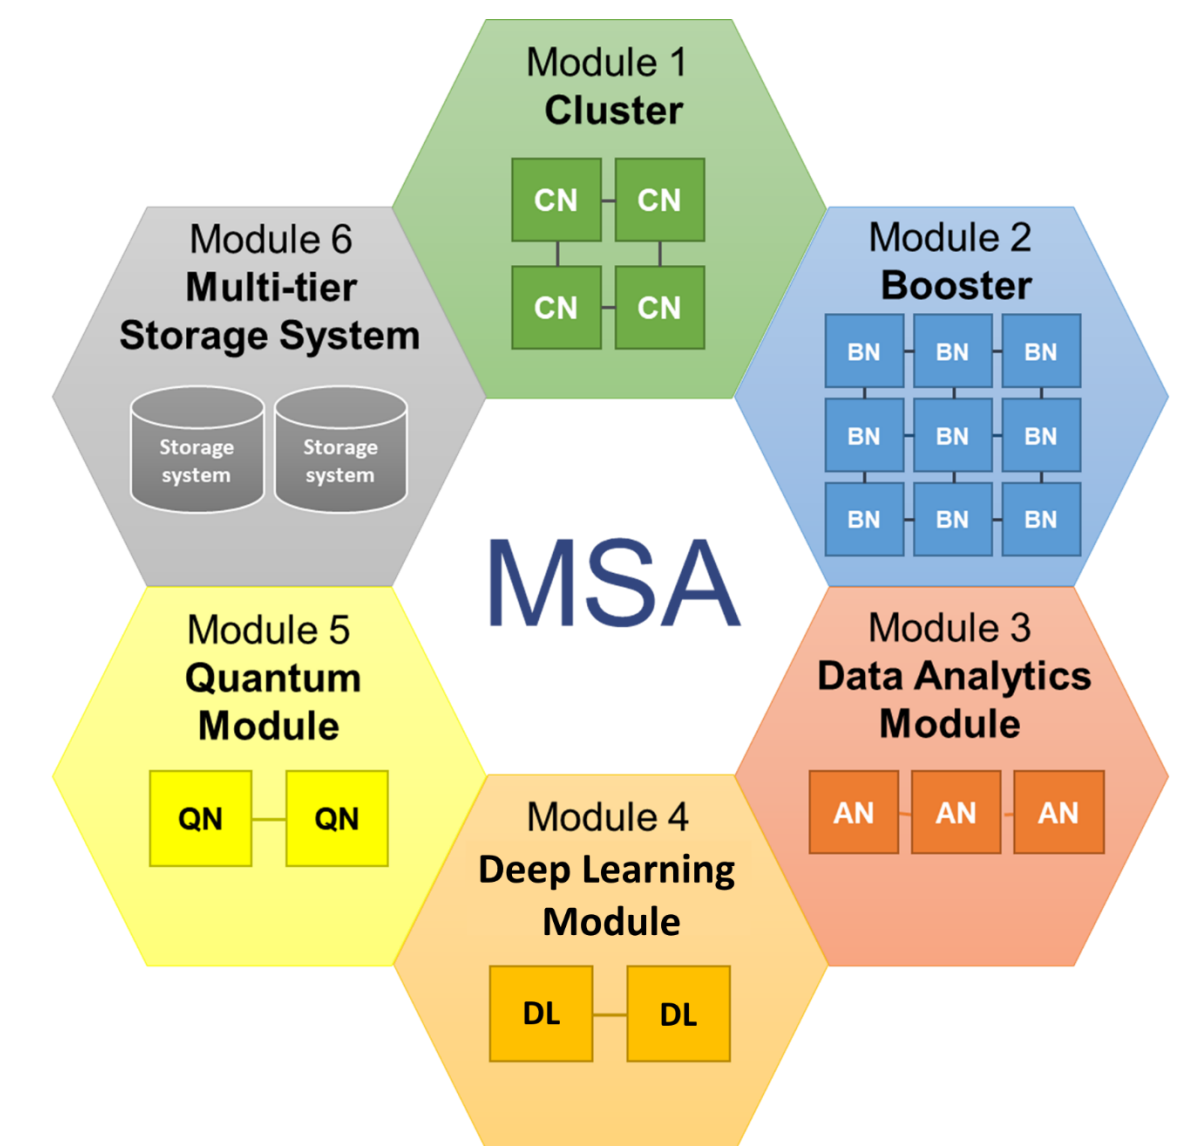 Module 1
Cluster
CN CN
CN CN
Module 2
Booster
BN BN BN
BN BN BN
BN BN BN
Module 3
Data Analytics
Module
AN AN AN
Module 4
Deep Learning
Module
DL DL
Module 5
Quantum
Module
QN QN
Module 6
Multi-tier
Storage System
Storage
system
Storage
system
MSA